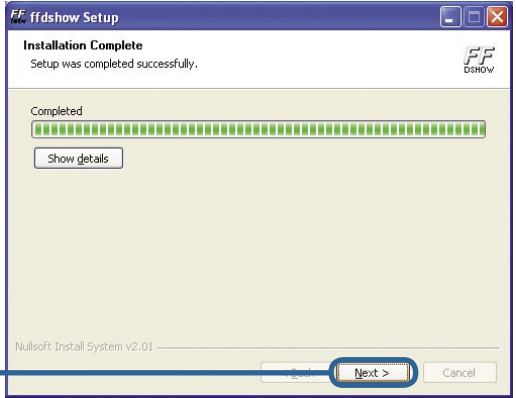 ffdshow Setup
Installation Complete
Setup was completed successfully.
FF
DSHOW
Completed
Show details
Nullsoft Install System v2.01
Next >
Cancel